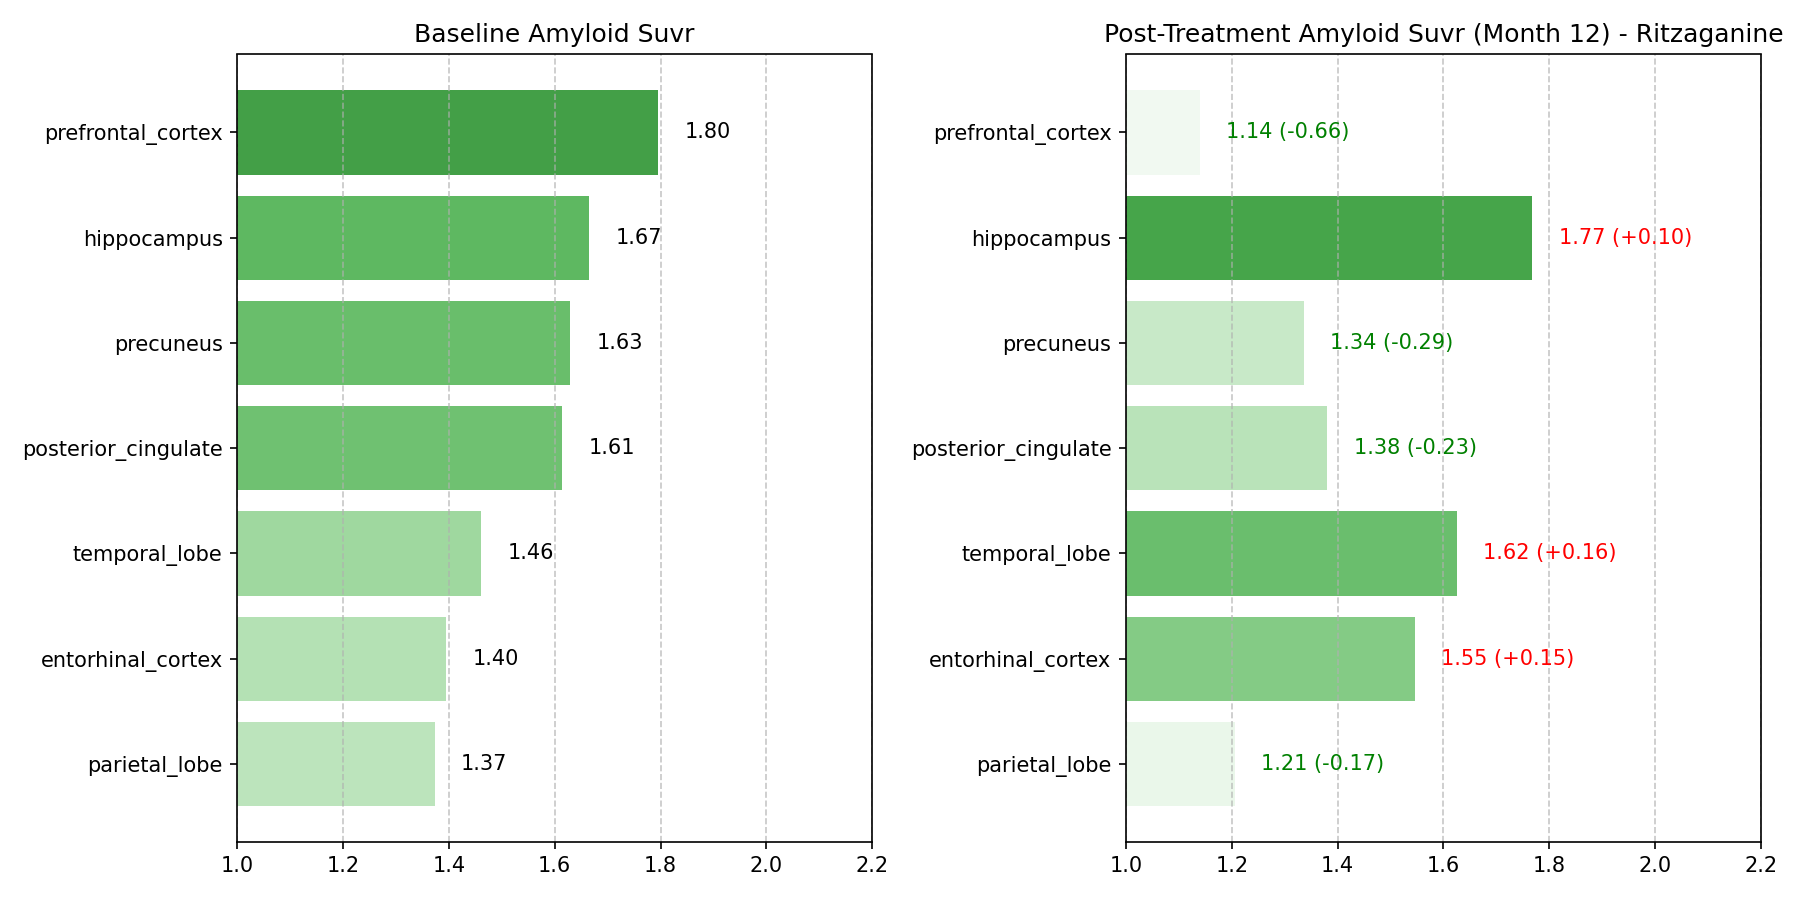 Baseline Amyloid Suvr
prefrontal_cortex
1.80
hippocampus
1.67
precuneus
1.63
posterior_cingulate
1.61
temporal_lobe
1.46
entorhinal_cortex
1.40
parietal_lobe
1.37
1.0 1.2 1.4 1.6 1.8 2.0 2.2
Post-Treatment Amyloid Suvr (Month 12) - Ritzaganine
prefrontal_cortex
1.14 (-0.66)
hippocampus
1.77 (+0.10)
precuneus
1.34 (-0.29)
posterior_cingulate
1.38 (-0.23)
temporal_lobe
1.62 (+0.16)
entorhinal_cortex
1.55 (+0.15)
parietal_lobe
1.21 (-0.17)
1.0 1.2 1.4 1.6 1.8 2.0 2.2